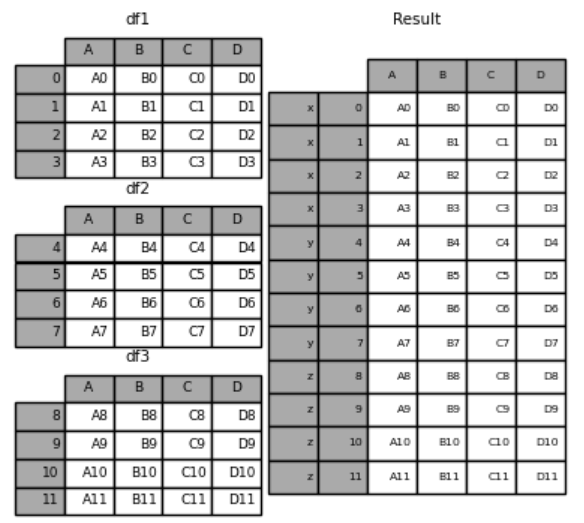 df1
A B C D
0 A0 B0 C0 D0
1 A1 B1 C1 D1
2 A2 B2 C2 D2
3 A3 B3 C3 D3
df2
A B C D
4 A4 B4 C4 D4
5 A5 B5 C5 D5
6 A6 B6 C6 D6
7 A7 B7 C7 D7
df3
A B C D
8 A8 B8 C8 D8
9 A9 B9 C9 D9
10 A10 B10 C10 D10
11 A11 B11 C11 D11
Result
A B C D
x 0 A0 B0 C0 D0
x 1 A1 B1 C1 D1
x 2 A2 B2 C2 D2
x 3 A3 B3 C3 D3
y 4 A4 B4 C4 D4
y 5 A5 B5 C5 D5
y 6 A6 B6 C6 D6
y 7 A7 B7 C7 D7
z 8 A8 B8 C8 D8
z 9 A9 B9 C9 D9
z 10 A10 B10 C10 D10
z 11 A11 B11 C11 D11